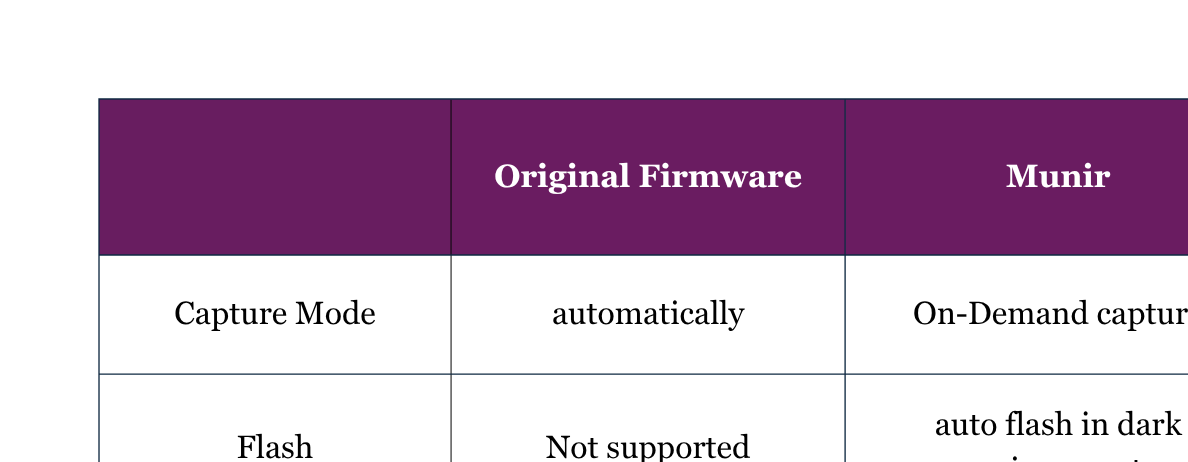 Original Firmware
Munir
Capture Mode
automatically
On-Demand captur
Flash
Not supported
auto flash in dark